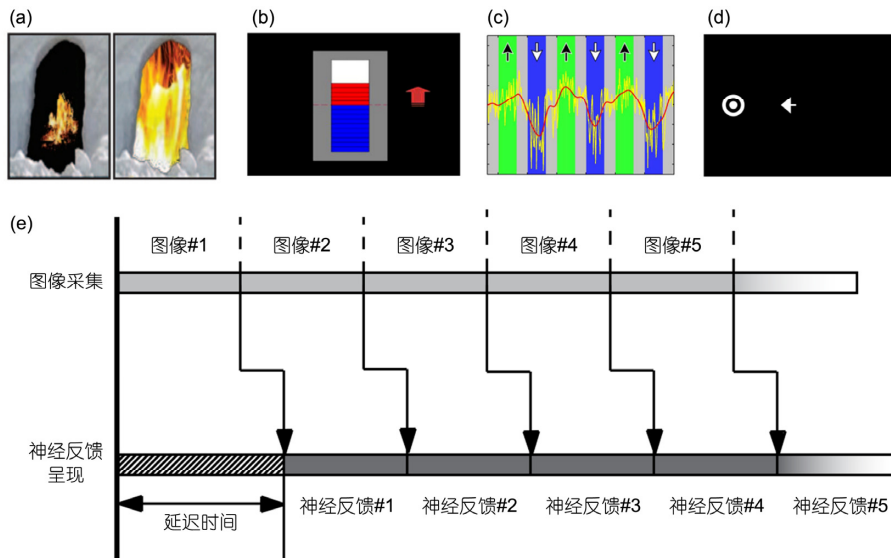 (a)
(b)
(c)
(d)
(e)
图像#1
图像#2
图像#3
图像#4
图像#5
图像采集
神经反馈
呈现
神经反馈#1
神经反馈#2
神经反馈#3
神经反馈#4
神经反馈#5
延迟时间